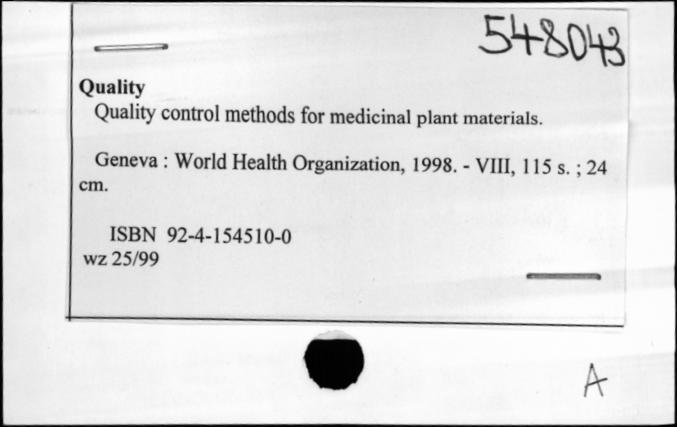 548043
Quality
Quality control methods for medicinal plant materials.
Geneva : World Health Organization, 1998. - VIII, 115 s. ; 24
cm.
ISBN 92-4-154510-0
wz 25/99
A